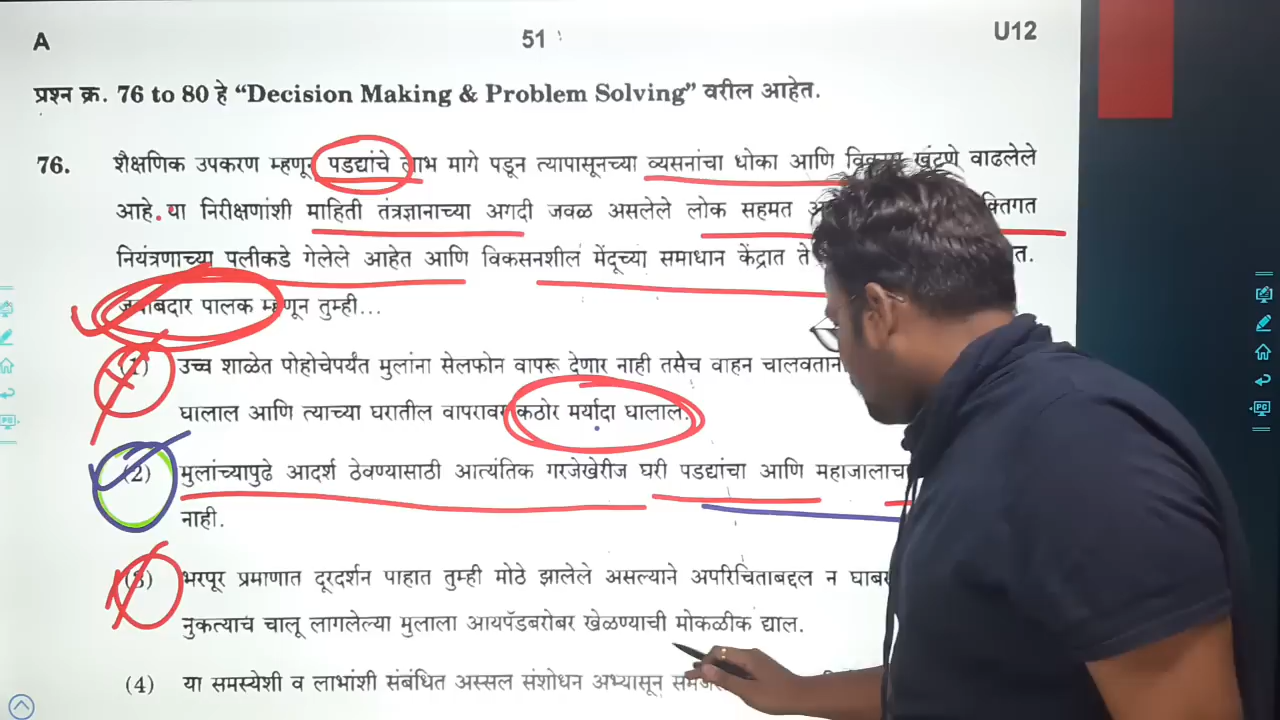 A 51 U12
प्रश्न क्र. 76 to 80 हे “Decision Making & Problem Solving” वरील आहेत.
76. शैक्षणिक उपकरण म्हणून पडद्यांचे लाभ मागे पडून त्यापासूनच्या व्यसनांचा धोका आणि खुंटणे वाढलेले
आहे. या निरीक्षणांशी माहिती तंत्रज्ञानाच्या अगदी जवळ असलेले लोक सहमत
नियंत्रणाच्या पलीकडे गेलेले आहेत आणि विकसनशील मेंदूच्या समाधान केंद्रात ते
जबाबदार पालक म्हणून तुम्ही...
(1) उच्च शाळेत पोहोचेपर्यंत मुलांना सेलफोन वापरू देणार नाही तसेच वाहन चालवताना
घालाल आणि त्याच्या घरातील वापरावर कठोर मर्यादा घालाल.
(2) मुलांच्यापुढे आदर्श ठेवण्यासाठी आत्यंतिक गरजेखेरीज घरी पडद्यांचा आणि
नाही.
(3) भरपूर प्रमाणात दूरदर्शन पाहात तुम्ही मोठे झालेले असल्याने अपरिचिताबद्दल न
नुकत्याच चालू लागलेल्या मुलाला आयपॅडबरोबर खेळण्याची मोकळीक द्याल.
(4) या समस्येशी व लाभांशी संबंधित अस्सल संशोधन अभ्यासून